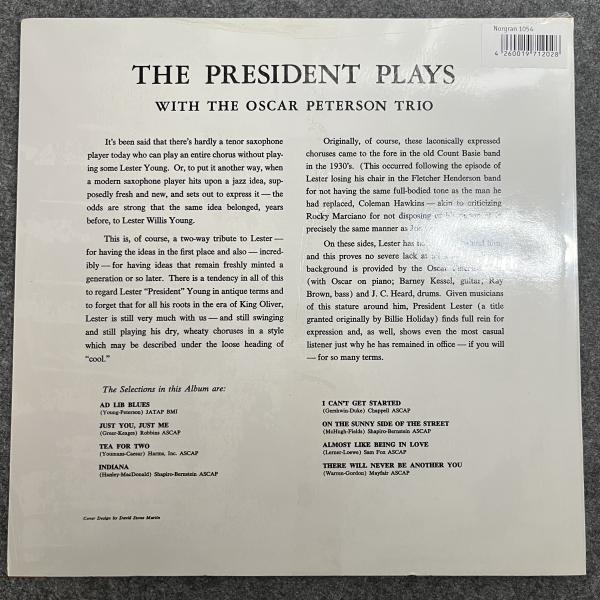 Norgran 1054
4 260019 712028
THE PRESIDENT PLAYS
WITH THE OSCAR PETERSON TRIO
It's been said that there's hardly a tenor saxophone
player today who can play an entire chorus without play-
ing some Lester Young. Or, to put it another way, when
a modern saxophone player hits upon a jazz idea, sup-
posedly fresh and new, and sets out to express it — the
odds are strong that the same idea belonged, years
before, to Lester Willis Young.
This is, of course, a two-way tribute to Lester —
for having the ideas in the first place and also — incred-
ibly — for having ideas that remain freshly minted a
generation or so later. There is a tendency in all of this
to regard Lester "President" Young in antique terms and
to forget that for all his roots in the era of King Oliver,
Lester is still very much with us — and still swinging
and still playing his dry, wheaty choruses in a style
which may be described under the loose heading of
"cool."
Originally, of course, these laconically expressed
choruses came to the fore in the old Count Basie band
in the 1930's. (This occurred following the episode of
Lester losing his chair in the Fletcher Henderson band
for not having the same full-bodied tone as the man he
had replaced, Coleman Hawkins — akin to criticizing
Rocky Marciano for not disposing of
precisely the same manner as
On these sides, Lester has him
and this proves no severe lack
background is provided by the Oscar
(with Oscar on piano; Barney Kessel, guitar; Ray
Brown, bass) and J. C. Heard, drums. Given musicians
of this stature around him, President Lester (a title
granted originally by Billie Holiday) finds full rein for
expression and, as well, shows even the most casual
listener just why he has remained in office — if you will
— for so many terms.
The Selections in this Album are:
AD LIB BLUES
(Young-Peterson) JATAP BMI
JUST YOU, JUST ME
(Greer-Keages) Robbins ASCAP
TEA FOR TWO
(Youmans-Caesar) Harms, Inc. ASCAP
INDIANA
(Hanley-MacDonald) Shapiro-Bernstein ASCAP
I CAN'T GET STARTED
(Gershwin-Duke) Chappell ASCAP
ON THE SUNNY SIDE OF THE STREET
(McHugh-Fields) Shapiro-Bernstein ASCAP
ALMOST LIKE BEING IN LOVE
(Lerner-Loewe) Sam Fox ASCAP
THERE WILL NEVER BE ANOTHER YOU
(Warren-Gordon) Mayfair ASCAP
Cover Design by David Stone Martin